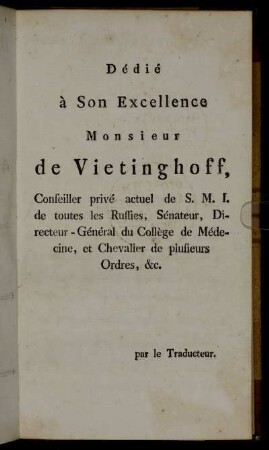 Dédié
à Son Excellence
Monsieur
de Vietinghoff,
Conſeiller privé actuel de S. M. I.
de toutes les Ruſſies, Sénateur, Di-
recteur-Général du Collège de Méde-
cine, et Chevalier de pluſieurs
Ordres, &c.
par le Traducteur.